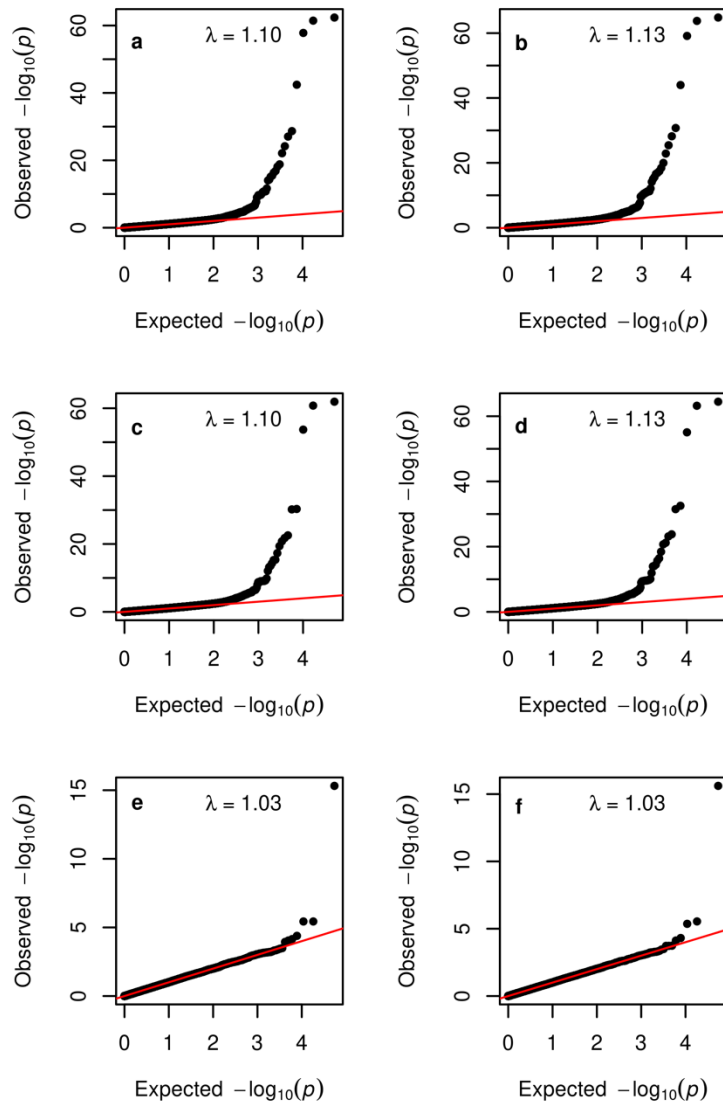 a
λ = 1.10
Observed −log10(p)
0
20
40
60
0 1 2 3 4
Expected −log10(p)
b
λ = 1.13
Observed −log10(p)
0
20
40
60
0 1 2 3 4
Expected −log10(p)
c
λ = 1.10
Observed −log10(p)
0
20
40
60
0 1 2 3 4
Expected −log10(p)
d
λ = 1.13
Observed −log10(p)
0
20
40
60
0 1 2 3 4
Expected −log10(p)
e
λ = 1.03
Observed −log10(p)
0
5
10
15
0 1 2 3 4
Expected −log10(p)
f
λ = 1.03
Observed −log10(p)
0
5
10
15
0 1 2 3 4
Expected −log10(p)